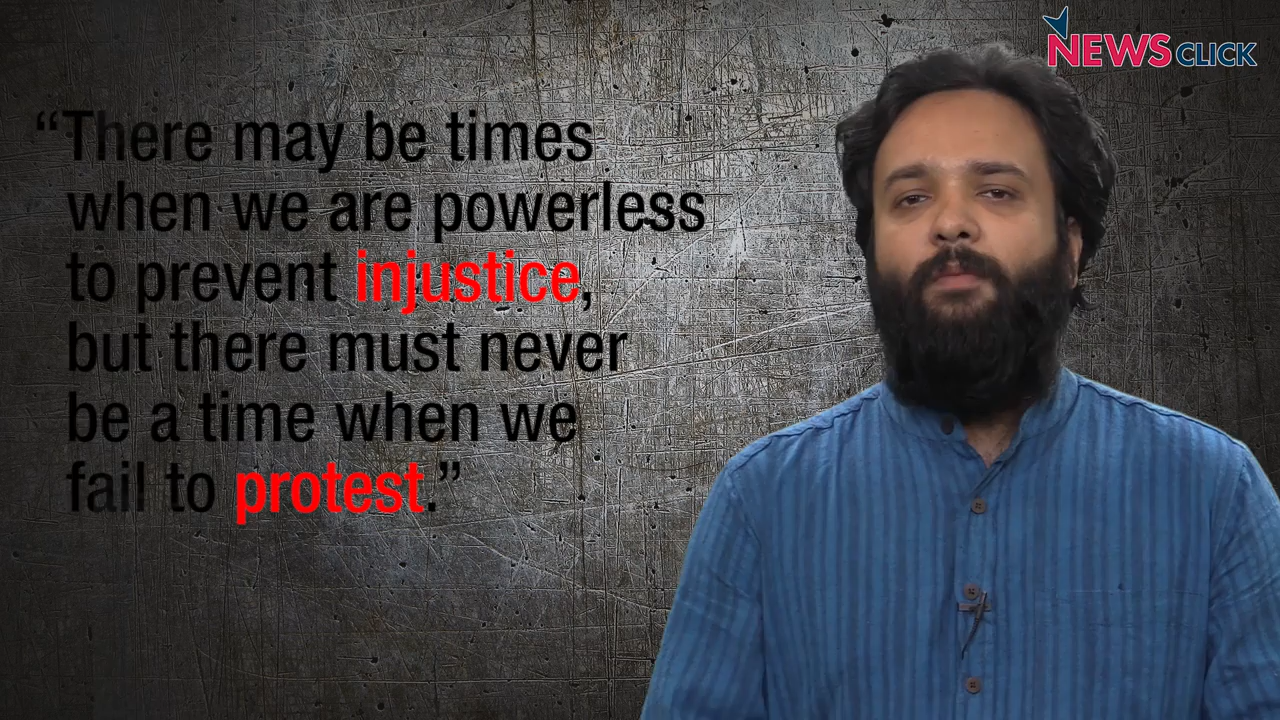 NEWSCLICK
“There may be times
when we are powerless
to prevent injustice,
but there must never
be a time when we
fail to protest.”